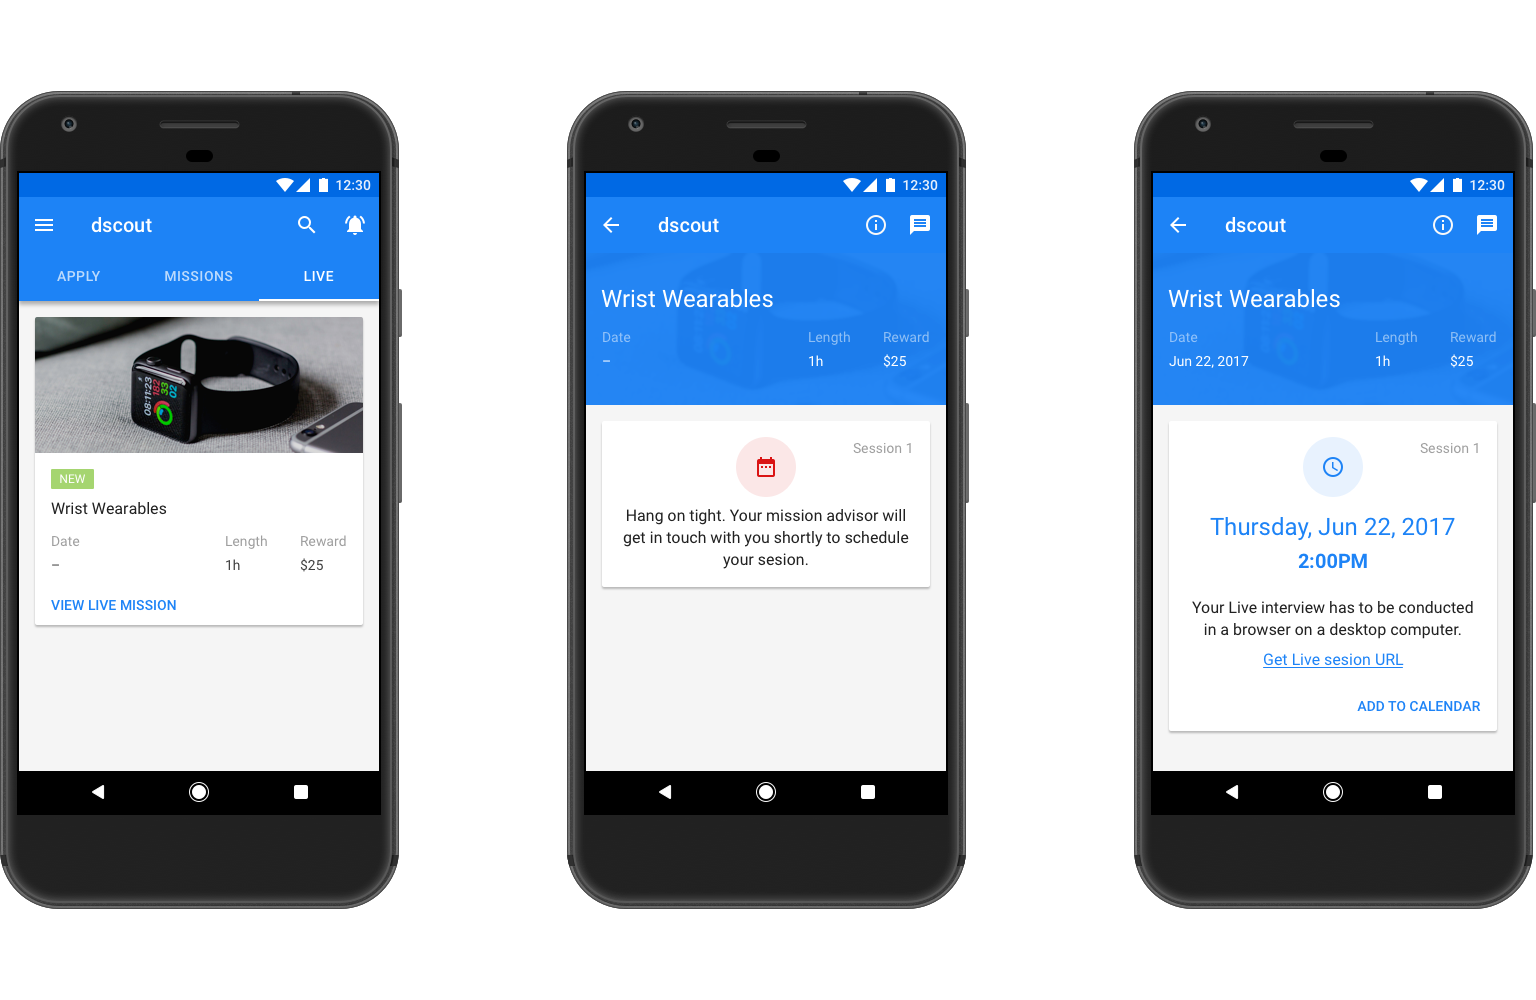 12:30
dscout
APPLY MISSIONS LIVE
08:11:23
182
33
02
NEW
Wrist Wearables
Date Length Reward
– 1h $25
VIEW LIVE MISSION
12:30
dscout
Wrist Wearables
Date Length Reward
– 1h $25
Session 1
Hang on tight. Your mission advisor will
get in touch with you shortly to schedule
your sesion.
12:30
dscout
Wrist Wearables
Date Length Reward
Jun 22, 2017 1h $25
Session 1
Thursday, Jun 22, 2017
2:00PM
Your Live interview has to be conducted
in a browser on a desktop computer.
Get Live sesion URL
ADD TO CALENDAR